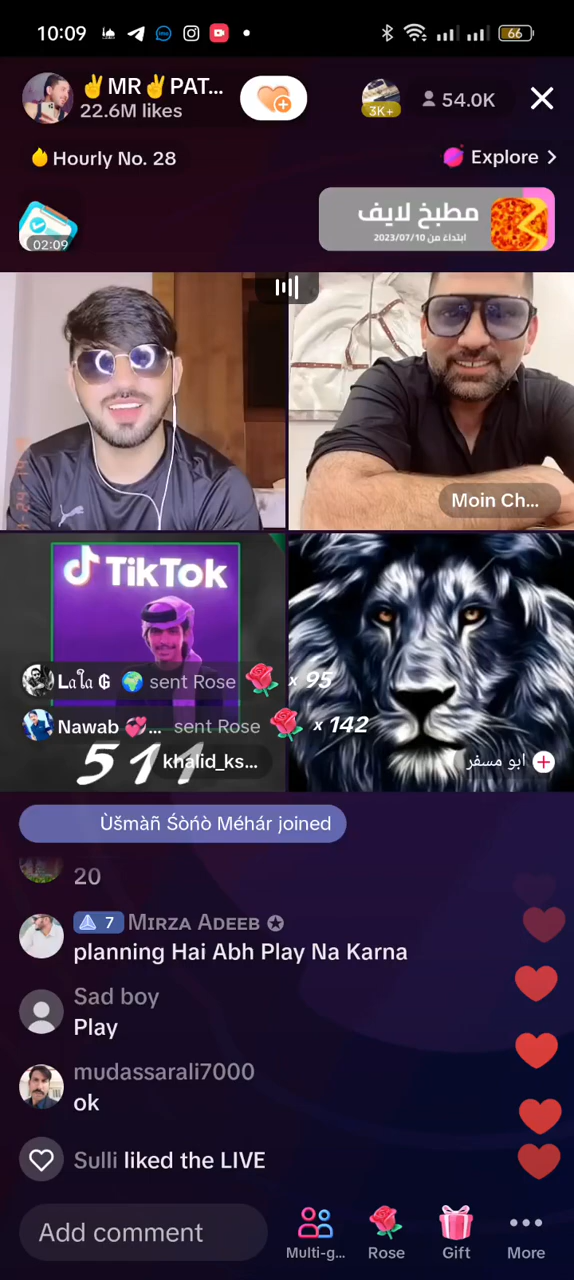 10:09
66
✌MR✌PAT...
22.6M likes
3K+
54.0K
Hourly No. 28
Explore
02:09
مطبخ لايف
ابتداءً من 2023/07/10
Moin Ch...
TikTok
Lala G 🌍 sent Rose x 95
Nawab 💞... sent Rose x 142
511
khalid_ks...
ابو مسفر
Ùšmàñ Śòńò Méhár joined
20
7 MIRZA ADEEB
planning Hai Abh Play Na Karna
Sad boy
Play
mudassarali7000
ok
Sulli liked the LIVE
Add comment
Multi-g...
Rose
Gift
More